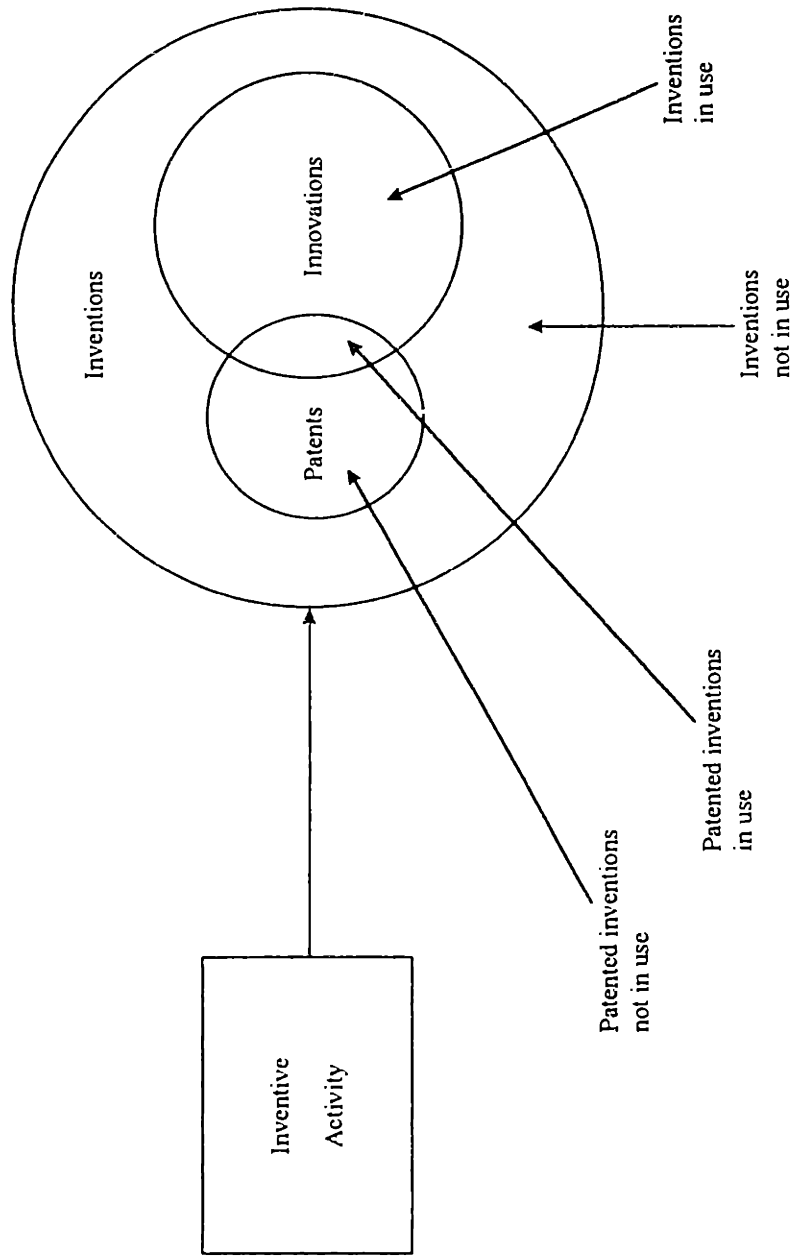 Inventive
Activity
Inventions
Patents
Innovations
Patented inventions
not in use
Patented inventions
in use
Inventions
not in use
Inventions
in use